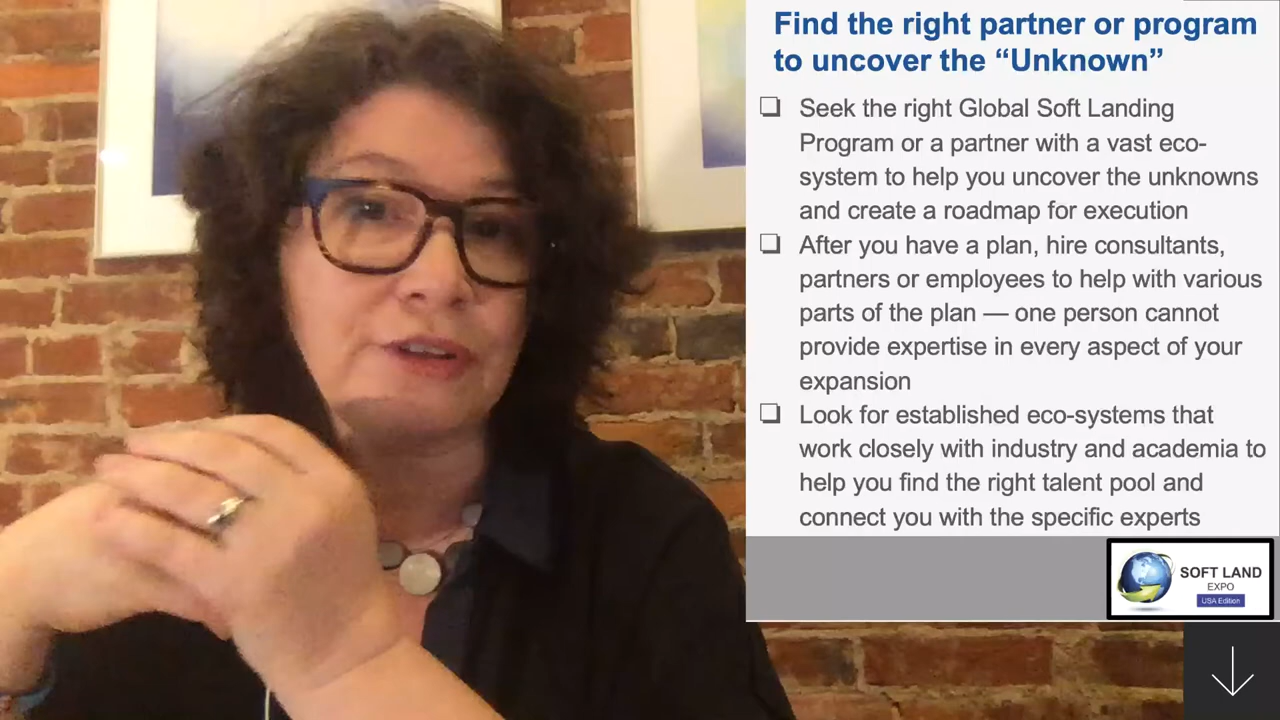 Find the right partner or program
to uncover the “Unknown”
❏ Seek the right Global Soft Landing
Program or a partner with a vast eco-
system to help you uncover the unknowns
and create a roadmap for execution
❏ After you have a plan, hire consultants,
partners or employees to help with various
parts of the plan — one person cannot
provide expertise in every aspect of your
expansion
❏ Look for established eco-systems that
work closely with industry and academia to
help you find the right talent pool and
connect you with the specific experts
SOFT LAND
EXPO
USA Edition